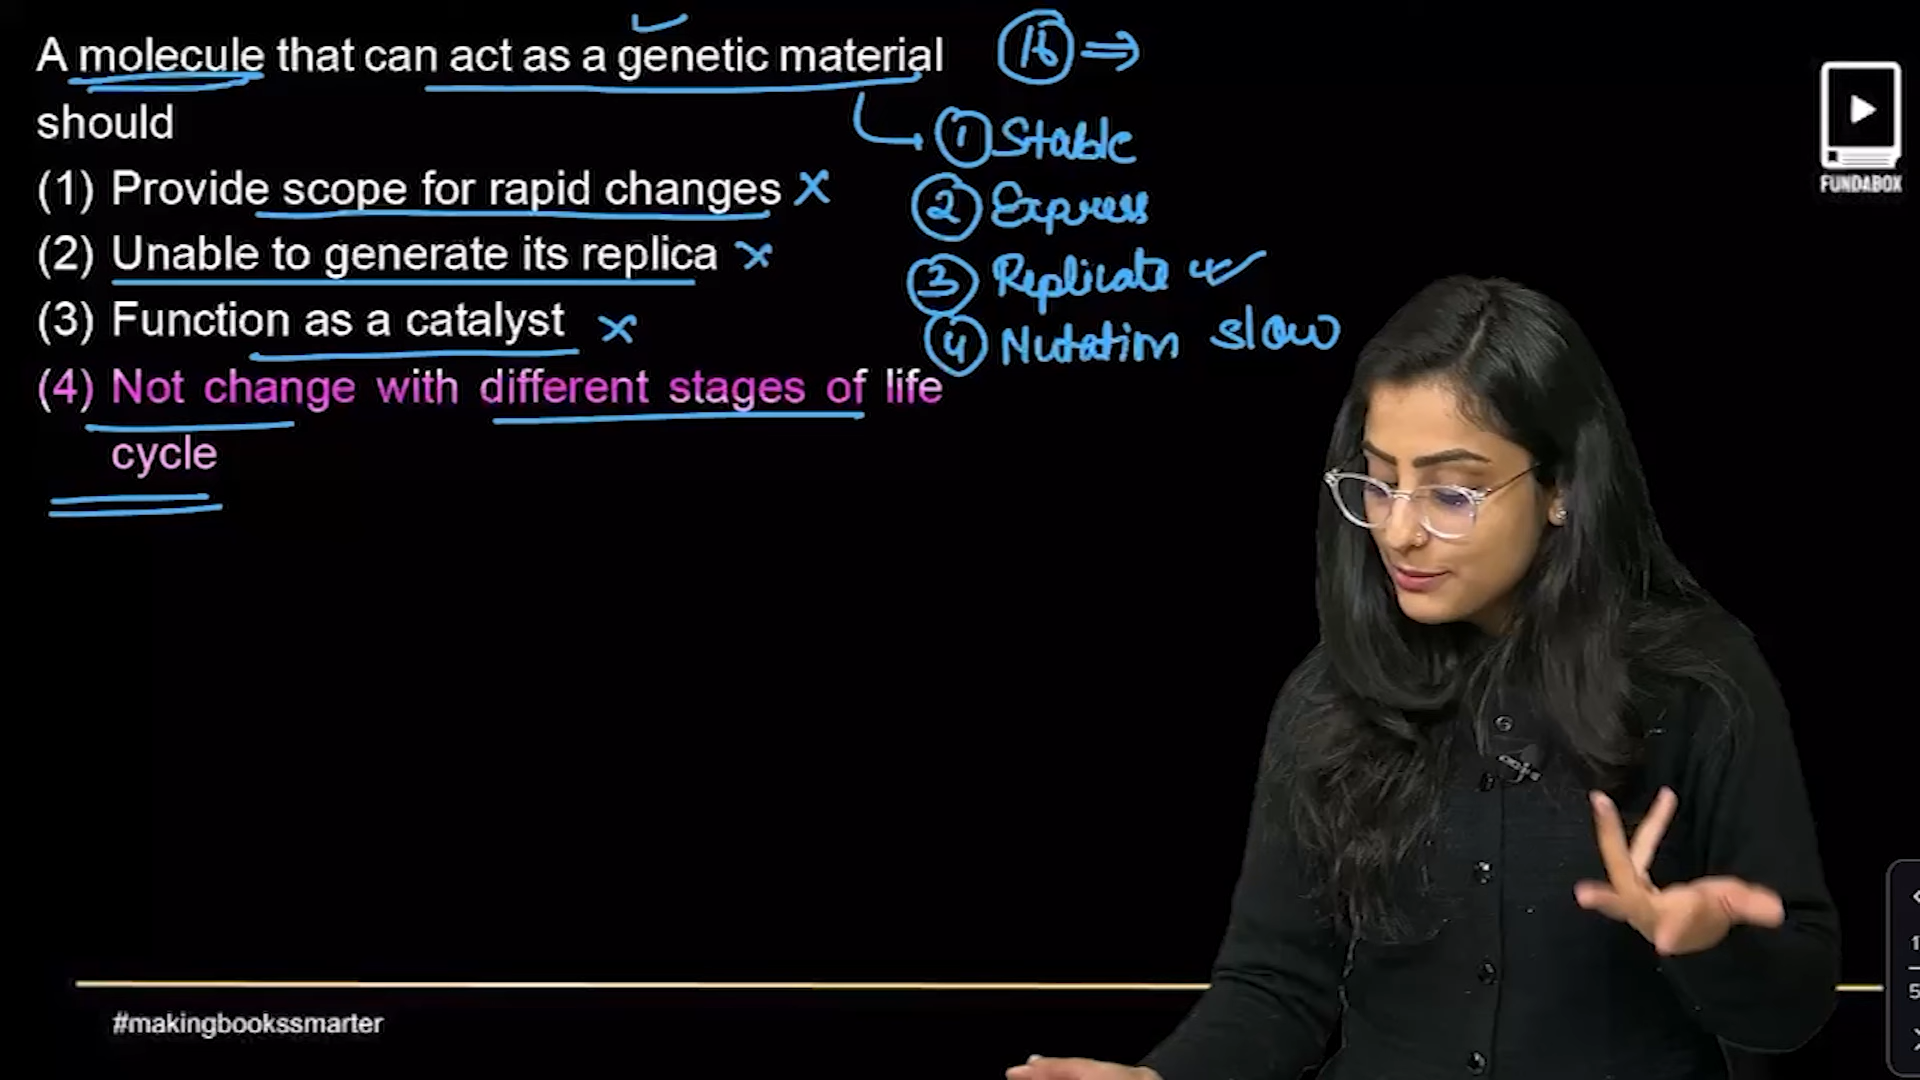 A molecule that can act as a genetic material
should
(1) Provide scope for rapid changes x
(2) Unable to generate its replica x
(3) Function as a catalyst x
(4) Not change with different stages of life
cycle
16 ⇒
1 Stable
2 Express
3 Replicate ✓
4 Nutation slow
FUNDABOX
#makingbookssmarter